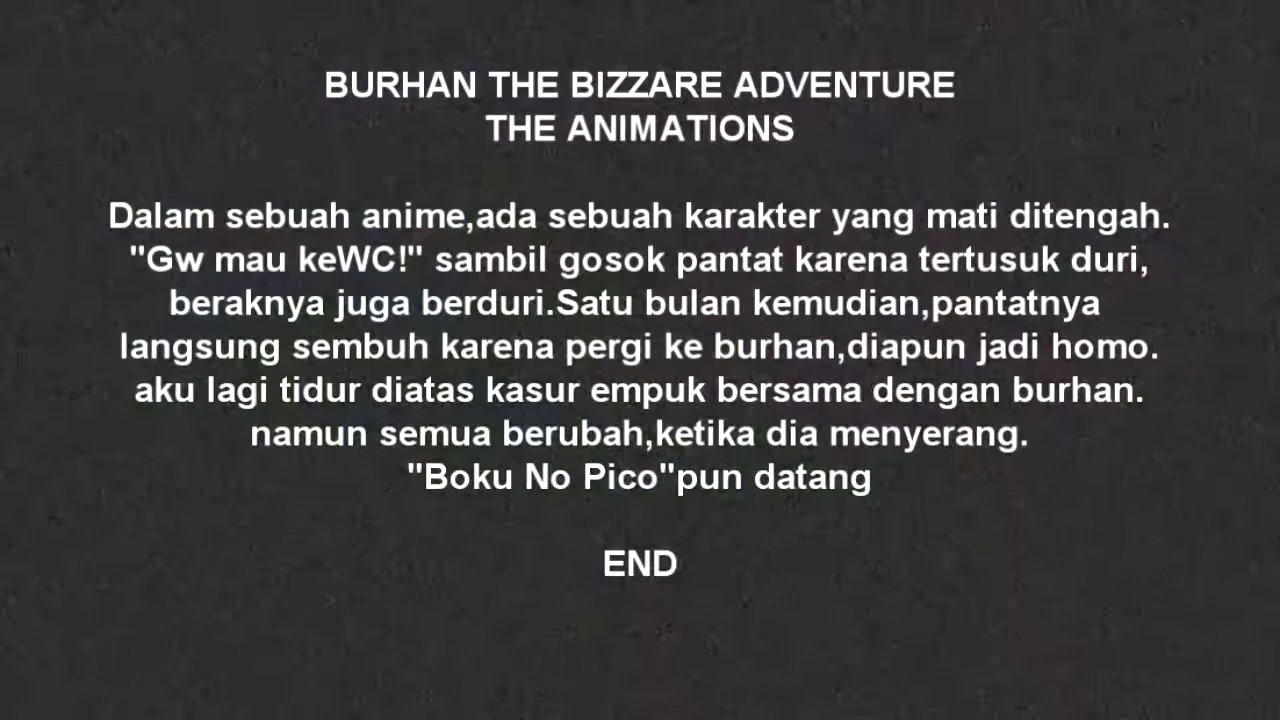 BURHAN THE BIZZARE ADVENTURE
THE ANIMATIONS
Dalam sebuah anime,ada sebuah karakter yang mati ditengah.
"Gw mau keWC!" sambil gosok pantat karena tertusuk duri,
beraknya juga berduri.Satu bulan kemudian,pantatnya
langsung sembuh karena pergi ke burhan,diapun jadi homo.
aku lagi tidur diatas kasur empuk bersama dengan burhan.
namun semua berubah,ketika dia menyerang.
"Boku No Pico"pun datang
END